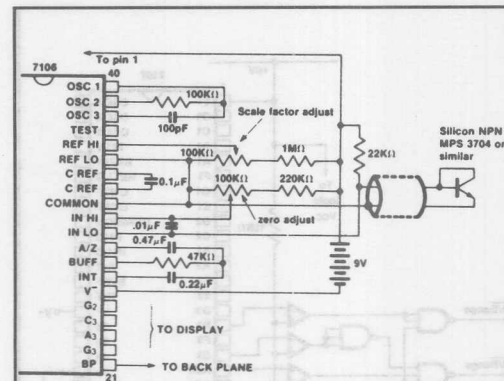 To pin 1
7106
40
OSC 1
OSC 2
OSC 3
TEST
REF HI
REF LO
C REF
C REF
COMMON
IN HI
IN LO
A/Z
BUFF
INT
V⁻
G₂
C₃
A₃
G₃
BP
21
100KΩ
100pF
Scale factor adjust
100KΩ
1MΩ
0.1µF
100KΩ
220KΩ
zero adjust
.01µF
0.47µF
47KΩ
0.22µF
22KΩ
9V
Silicon NPN
MPS 3704 or
similar
TO DISPLAY
TO BACK PLANE